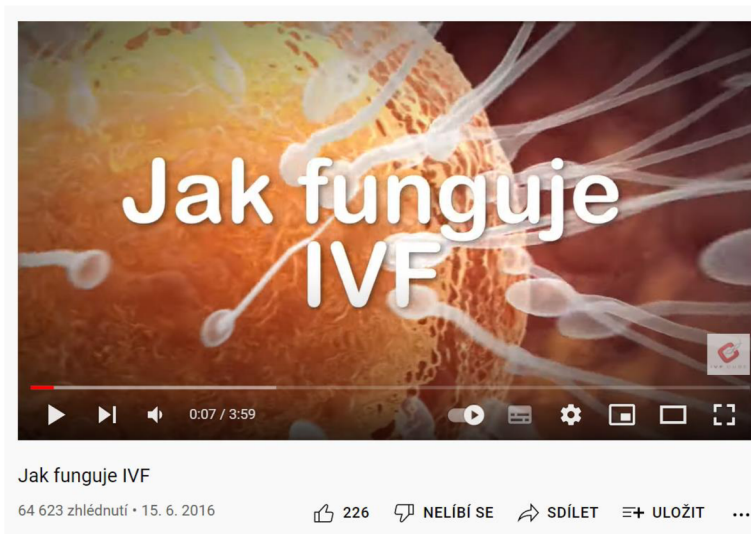 Jak funguje
IVF
0:07 / 3:59
Jak funguje IVF
64 623 zhlédnutí • 15. 6. 2016
226 NELÍBÍ SE SDÍLET ULOŽIT